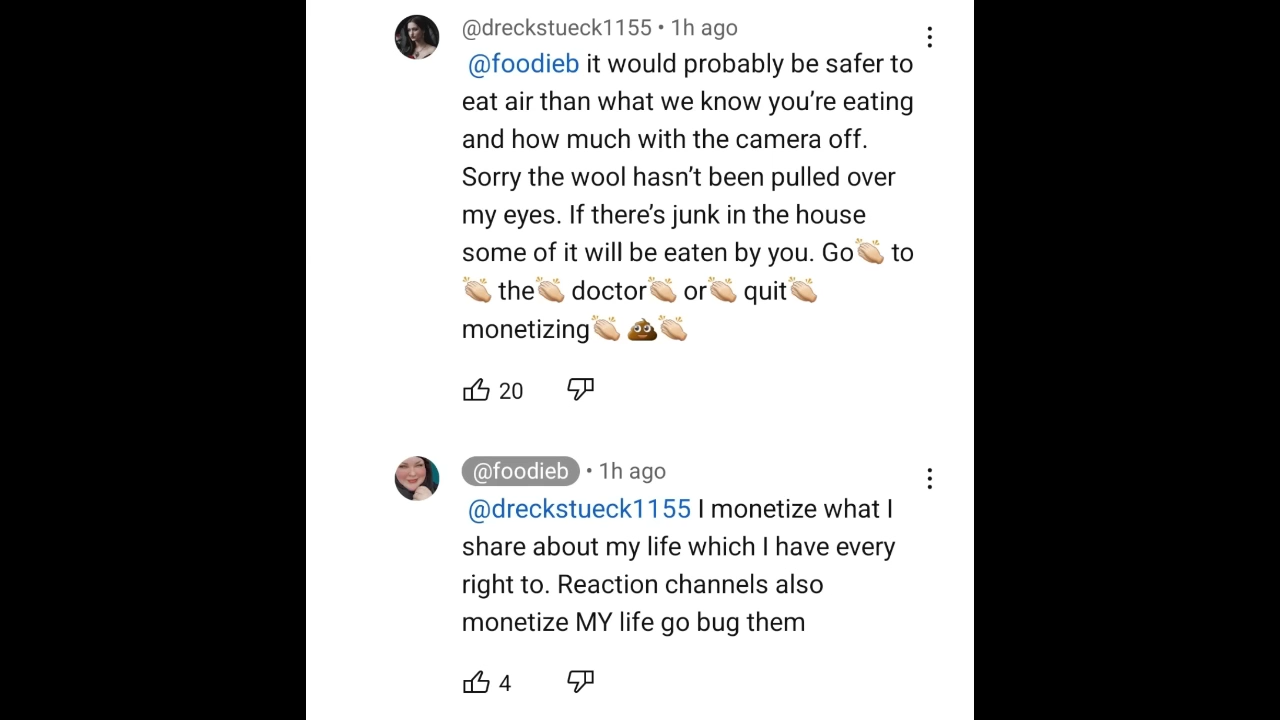 @dreckstueck1155 • 1h ago
@foodieb it would probably be safer to
eat air than what we know you're eating
and how much with the camera off.
Sorry the wool hasn't been pulled over
my eyes. If there's junk in the house
some of it will be eaten by you. Go👏🏻 to
👏🏻 the👏🏻 doctor👏🏻 or👏🏻 quit👏🏻
monetizing👏🏻 💩👏🏻
20
@foodieb • 1h ago
@dreckstueck1155 I monetize what I
share about my life which I have every
right to. Reaction channels also
monetize MY life go bug them
4